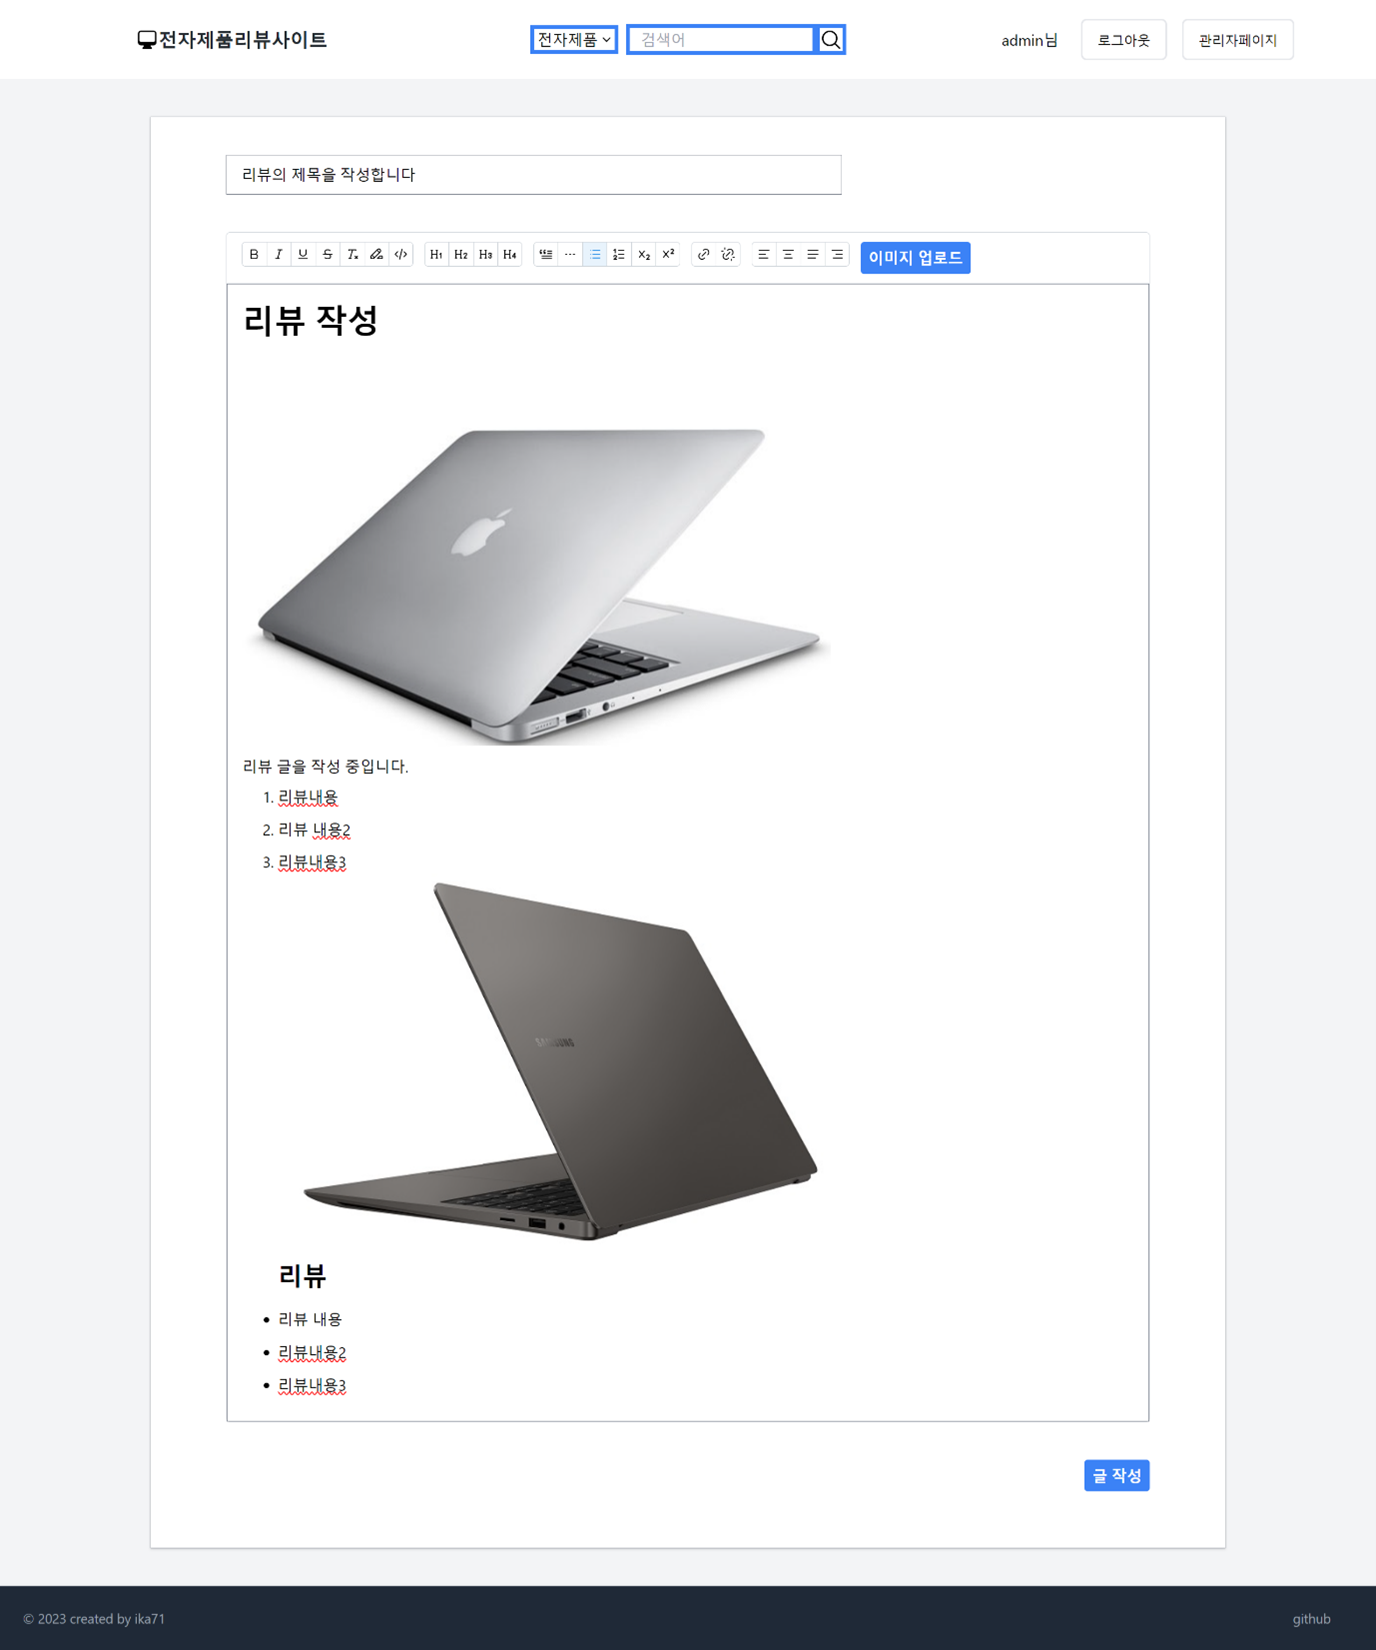 전자제품리뷰사이트
전자제품
검색어
admin님
로그아웃
관리자페이지
리뷰의 제목을 작성합니다
B I U S Tx </> H1 H2 H3 H4 x₂ x²
이미지 업로드
리뷰 작성
리뷰 글을 작성 중입니다.
1. 리뷰내용
2. 리뷰 내용2
3. 리뷰내용3
SAMSUNG
리뷰
• 리뷰 내용
• 리뷰내용2
• 리뷰내용3
글 작성
© 2023 created by ika71
github